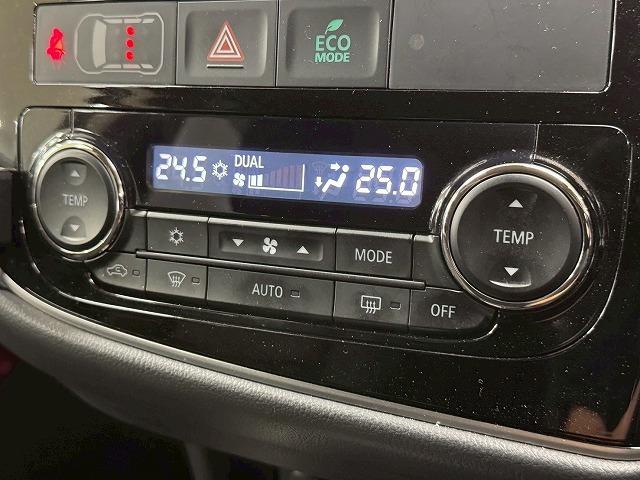 ECO
MODE
24.5 DUAL 25.0
TEMP
TEMP
MODE
AUTO
OFF